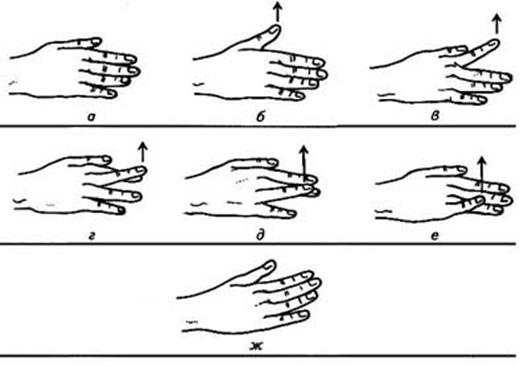 а б в
г д е
ж